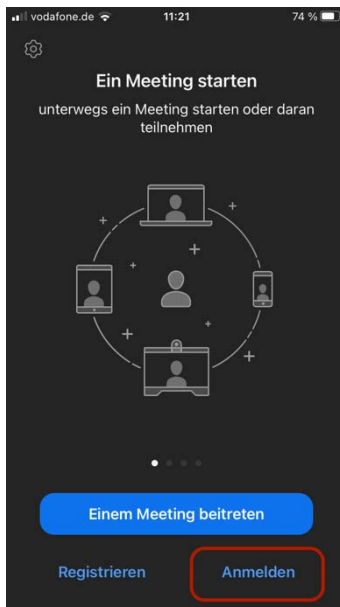 vodafone.de 11:21 74 %
Ein Meeting starten
unterwegs ein Meeting starten oder daran
teilnehmen
Einem Meeting beitreten
Registrieren Anmelden